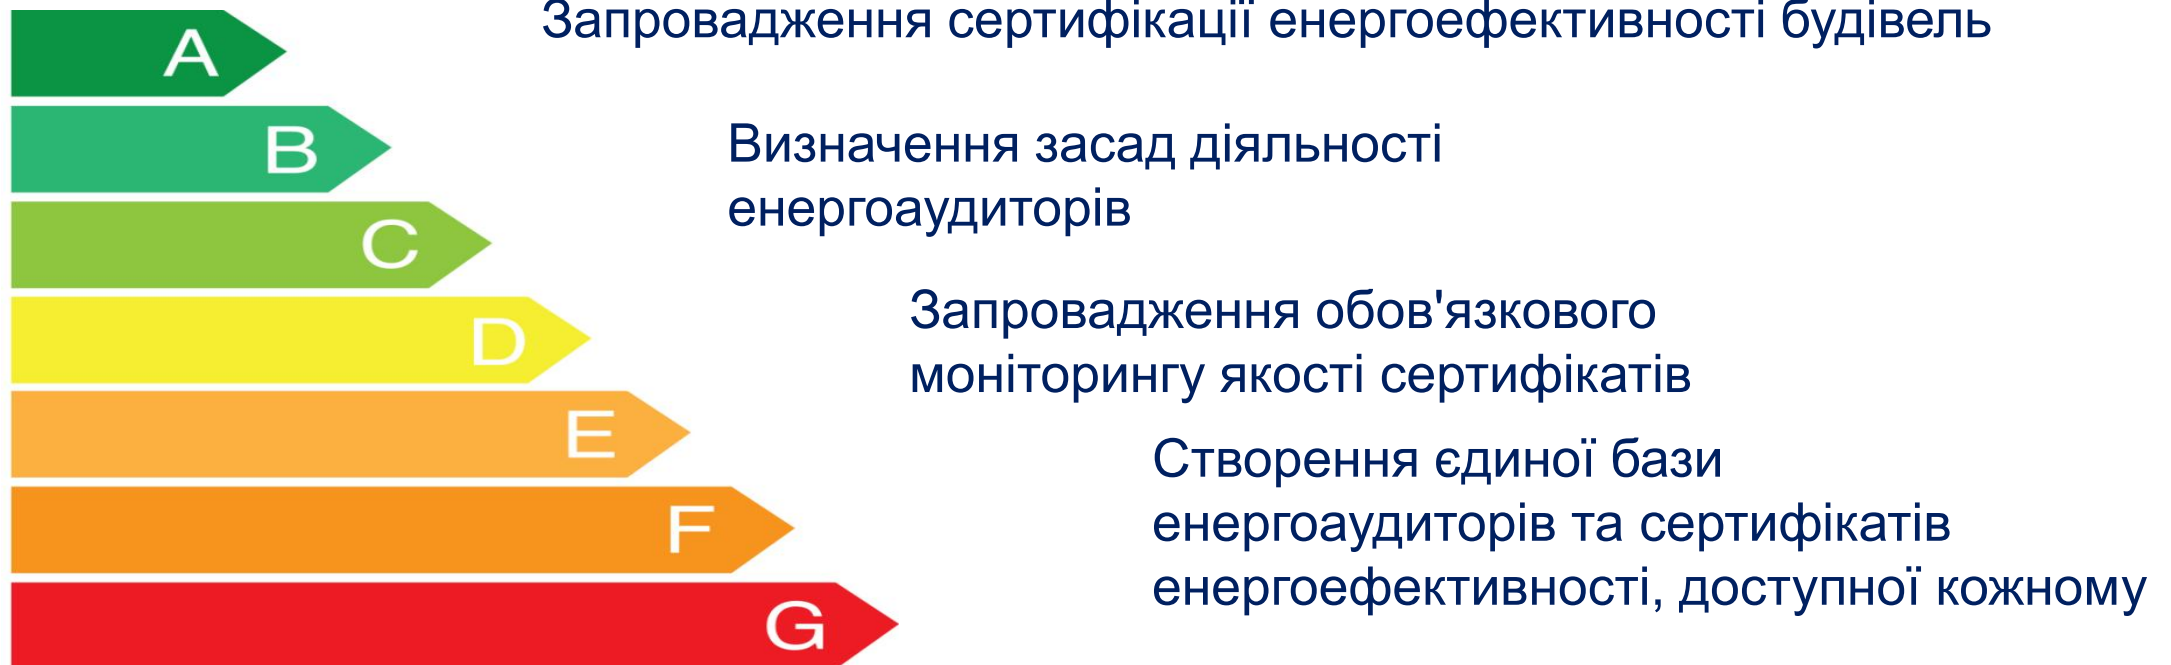 Запровадження сертифікації енергоефективності будівель
A
B
Визначення засад діяльності
енергоаудиторів
C
D
Запровадження обов'язкового
моніторингу якості сертифікатів
E
Створення єдиної бази
F
енергоаудиторів та сертифікатів
енергоефективності, доступної кожному
G